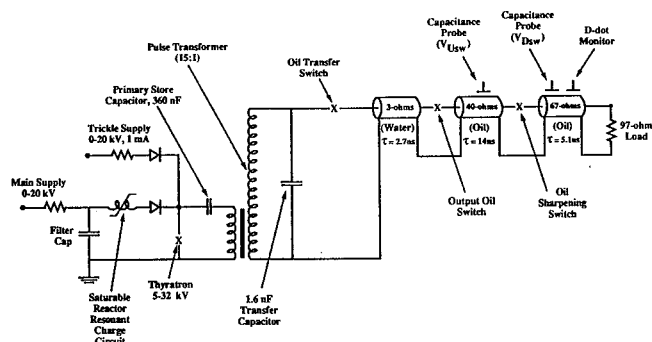 Capacitance
Probe
(VUsw)
Capacitance
Probe
(VDsw)
D-dot
Monitor
Pulse Transformer
(15:1)
Oil Transfer
Switch
Primary Store
Capacitor, 360 nF
3-ohms
(Water)
τ = 2.7ns
40-ohms
(Oil)
τ = 14ns
67-ohms
(Oil)
τ = 5.1ns
97-ohm
Load
Trickle Supply
0-20 kV, 1 mA
Main Supply
0-20 kV
Filter
Cap
Output Oil
Switch
Oil
Sharpening
Switch
Thyratron
5-32 kV
1.6 nF
Transfer
Capacitor
Saturable
Reactor
Resonant
Charge
Circuit
X
X
X
X